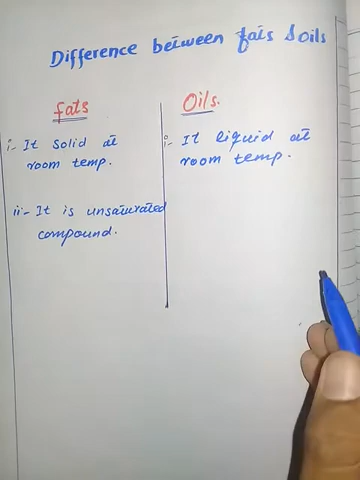 Difference between fats & oils
Fats
i:- It solid at
room temp.
ii:- It is unsaturated
compound.
Oils.
i:- It liquid at
room temp.